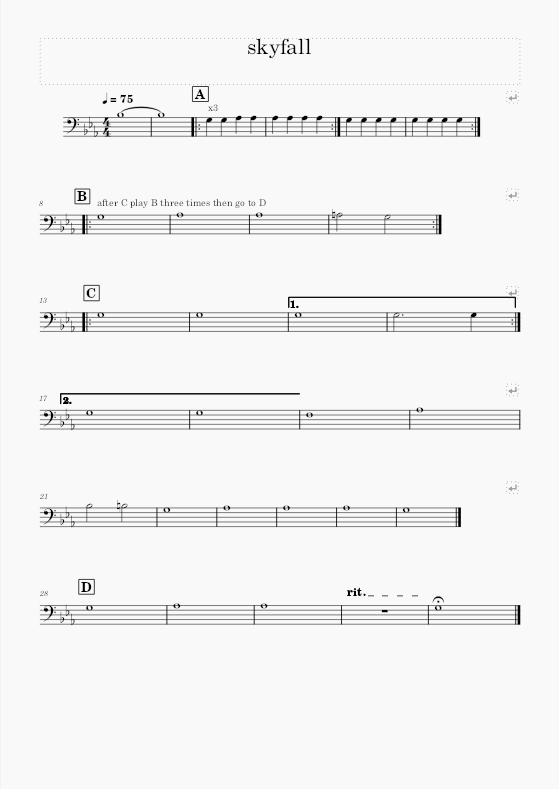 skyfall
♩ = 75
A
x3
8
B
after C play B three times then go to D
13
C
1.
17
2.
21
28
D
rit.